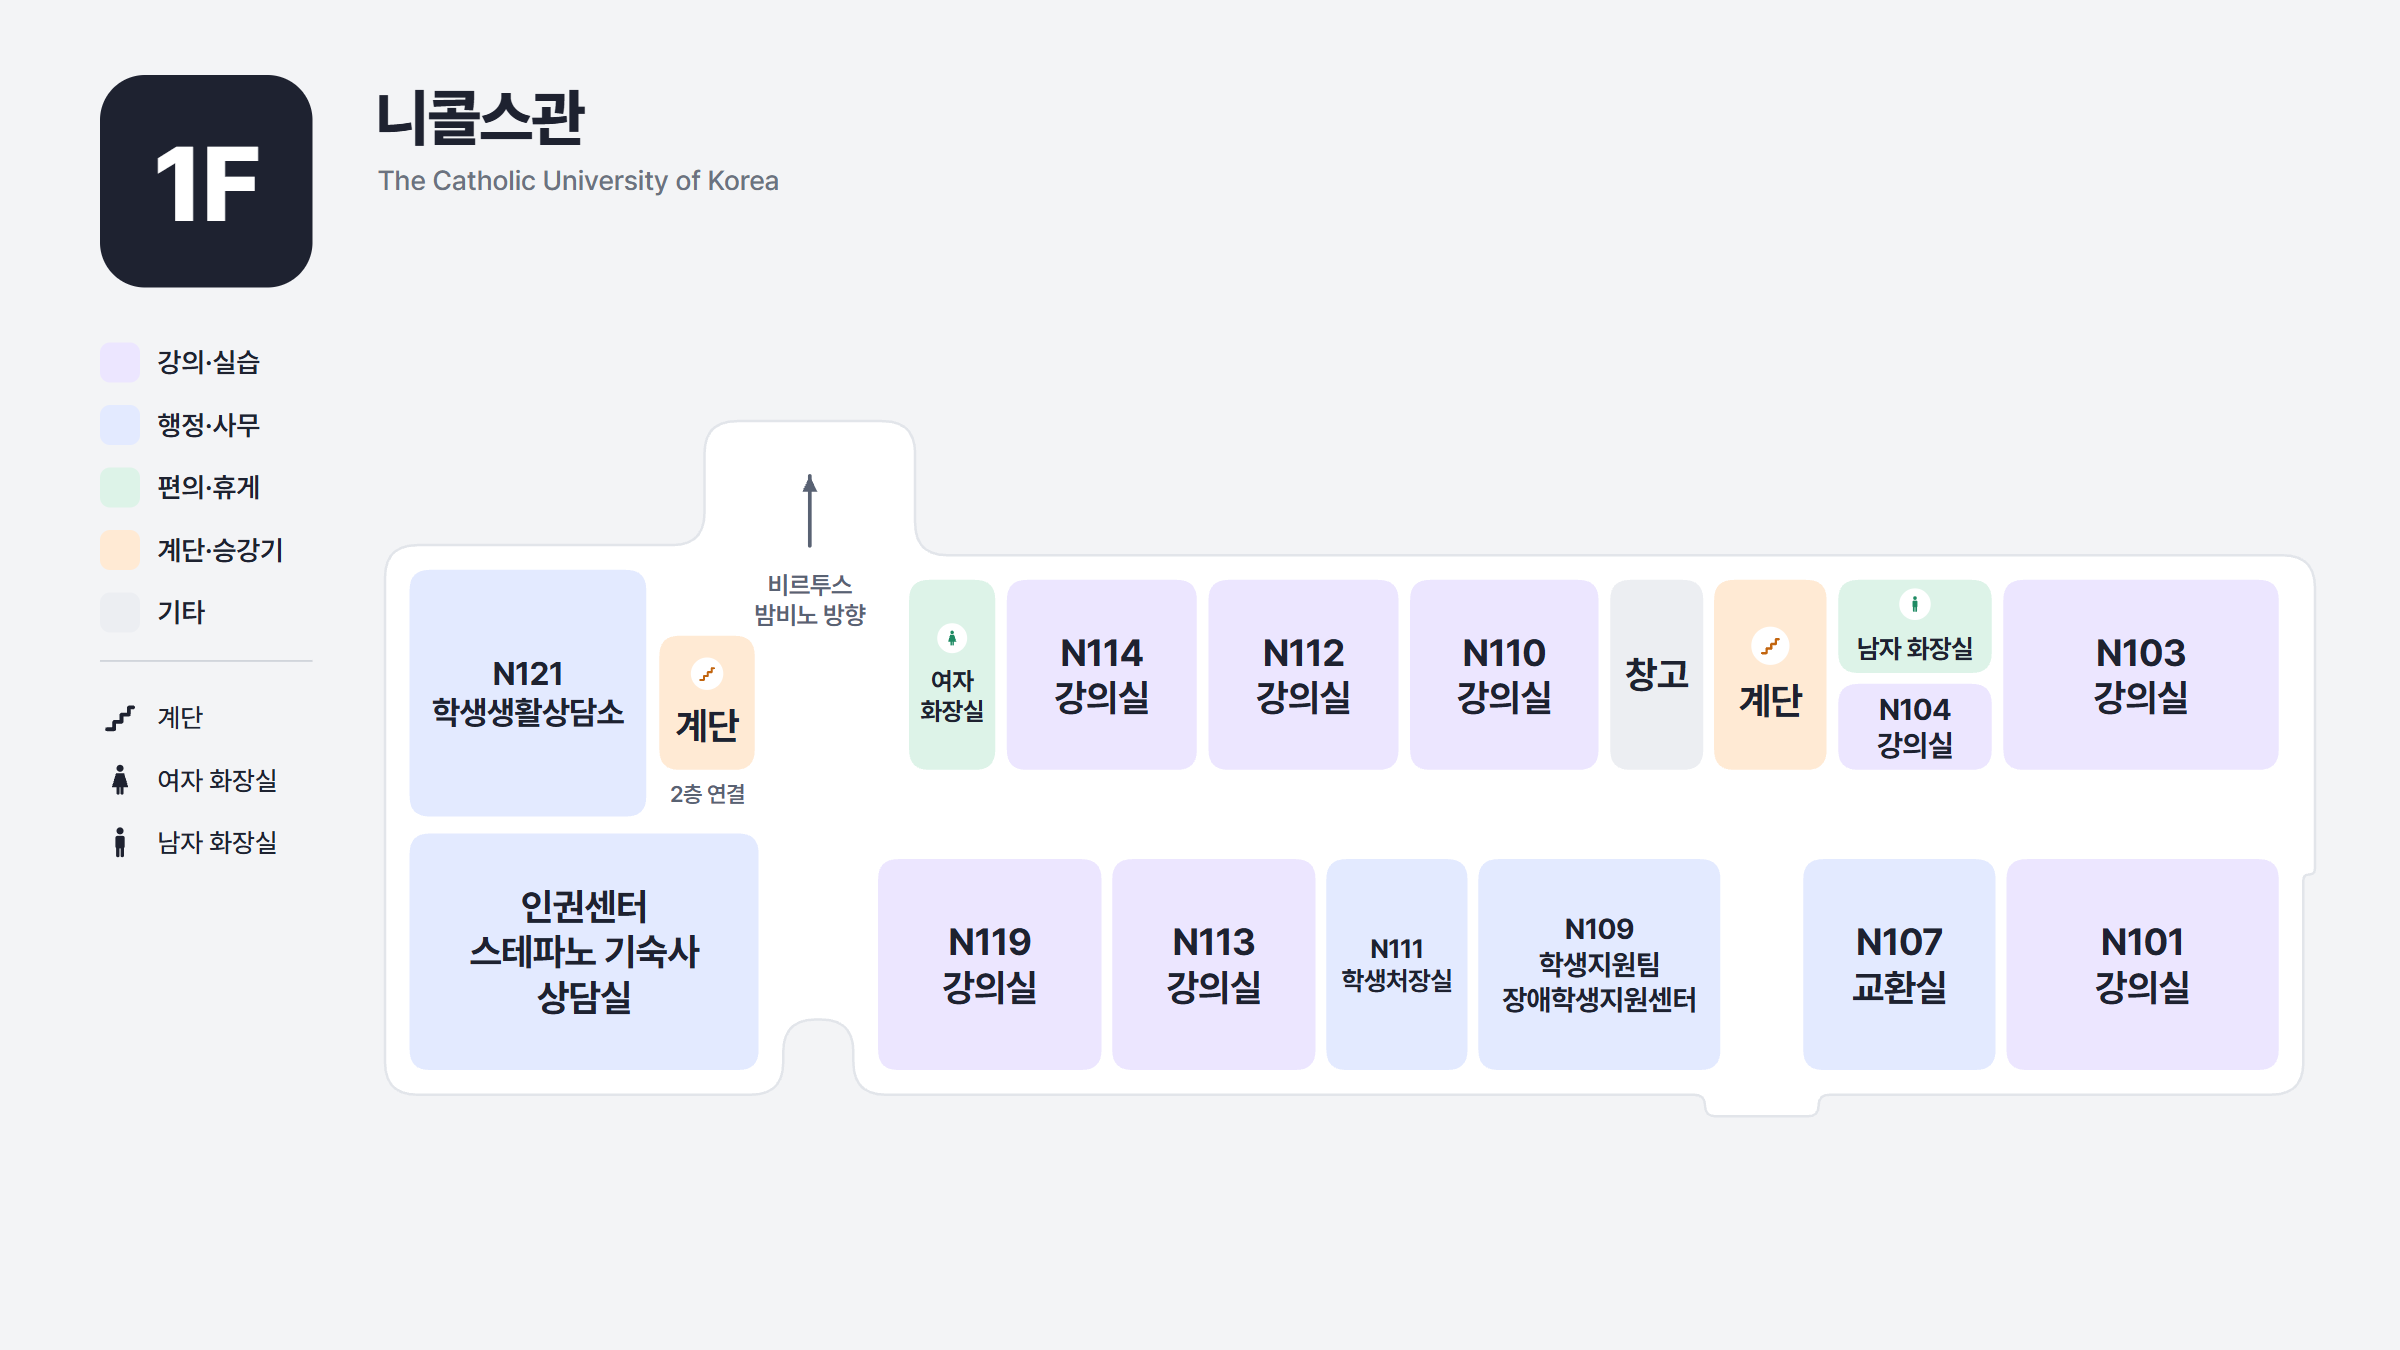 1F
니콜스관
The Catholic University of Korea
강의·실습
행정·사무
편의·휴게
계단·승강기
기타
계단
여자 화장실
남자 화장실
비르투스
밤비노 방향
N121
학생생활상담소
계단
2층 연결
여자
화장실
N114
강의실
N112
강의실
N110
강의실
창고
계단
남자 화장실
N104
강의실
N103
강의실
인권센터
스테파노 기숙사
상담실
N119
강의실
N113
강의실
N111
학생처장실
N109
학생지원팀
장애학생지원센터
N107
교환실
N101
강의실